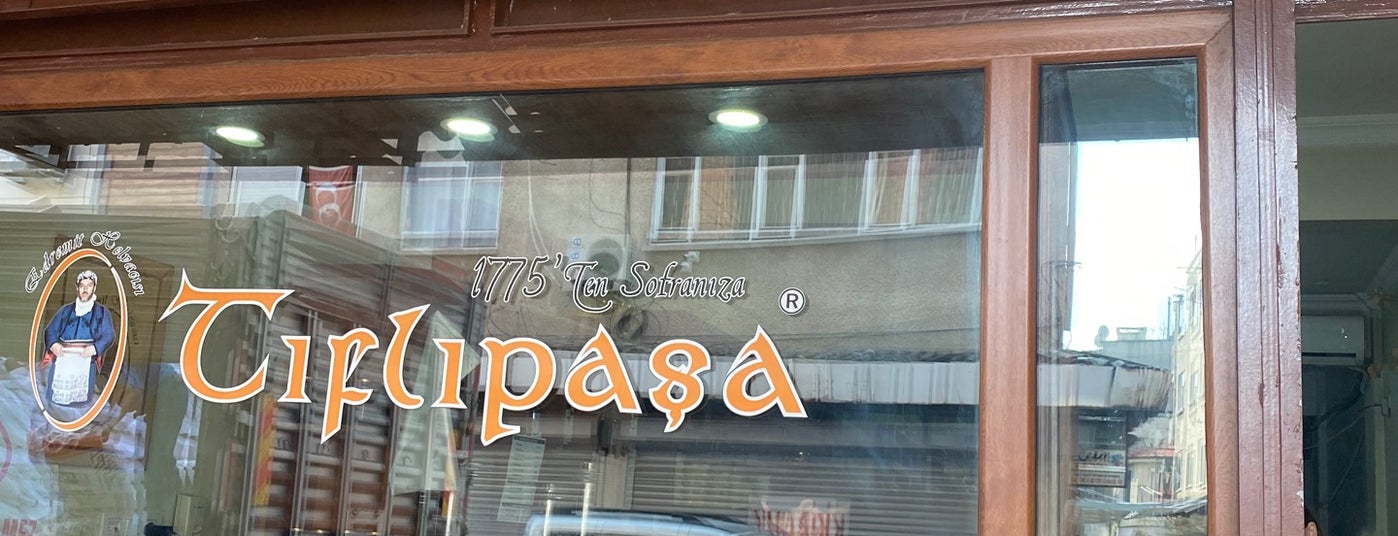 Edremit Helvacısı
1775' Ten Sofranıza
Tıflıpaşa ®